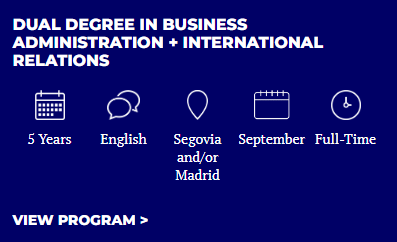 DUAL DEGREE IN BUSINESS
ADMINISTRATION + INTERNATIONAL
RELATIONS
5 Years
English
Segovia
and/or
Madrid
September
Full-Time
VIEW PROGRAM >